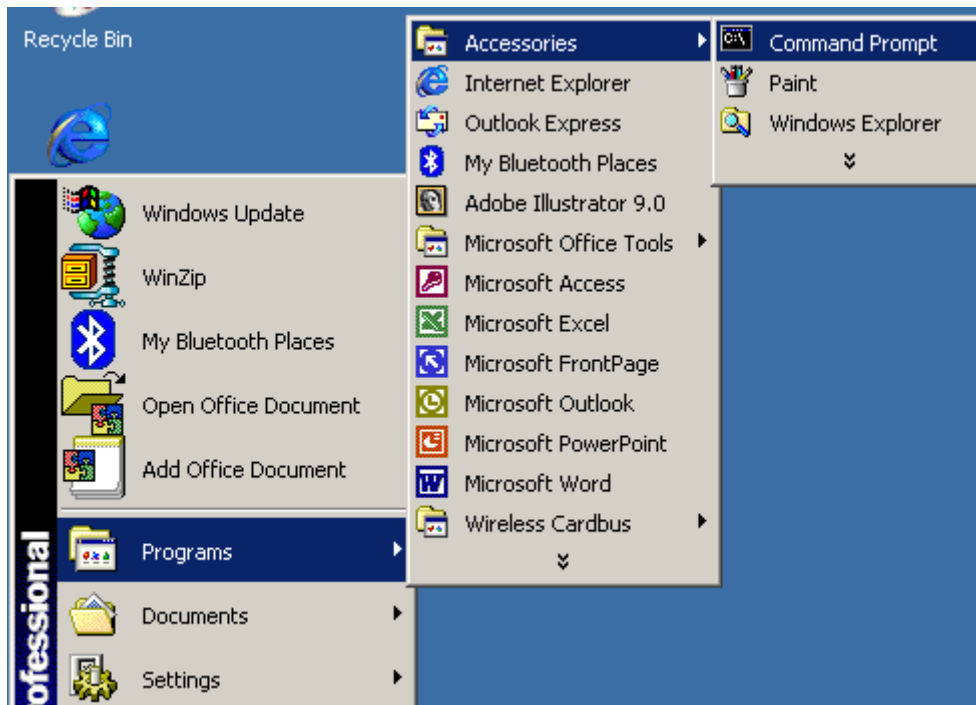 Recycle Bin
Windows Update
WinZip
My Bluetooth Places
Open Office Document
Add Office Document
Programs
Documents
Settings
ofessional
Accessories
Internet Explorer
Outlook Express
My Bluetooth Places
Adobe Illustrator 9.0
Microsoft Office Tools
Microsoft Access
Microsoft Excel
Microsoft FrontPage
Microsoft Outlook
Microsoft PowerPoint
Microsoft Word
Wireless Cardbus
Command Prompt
Paint
Windows Explorer